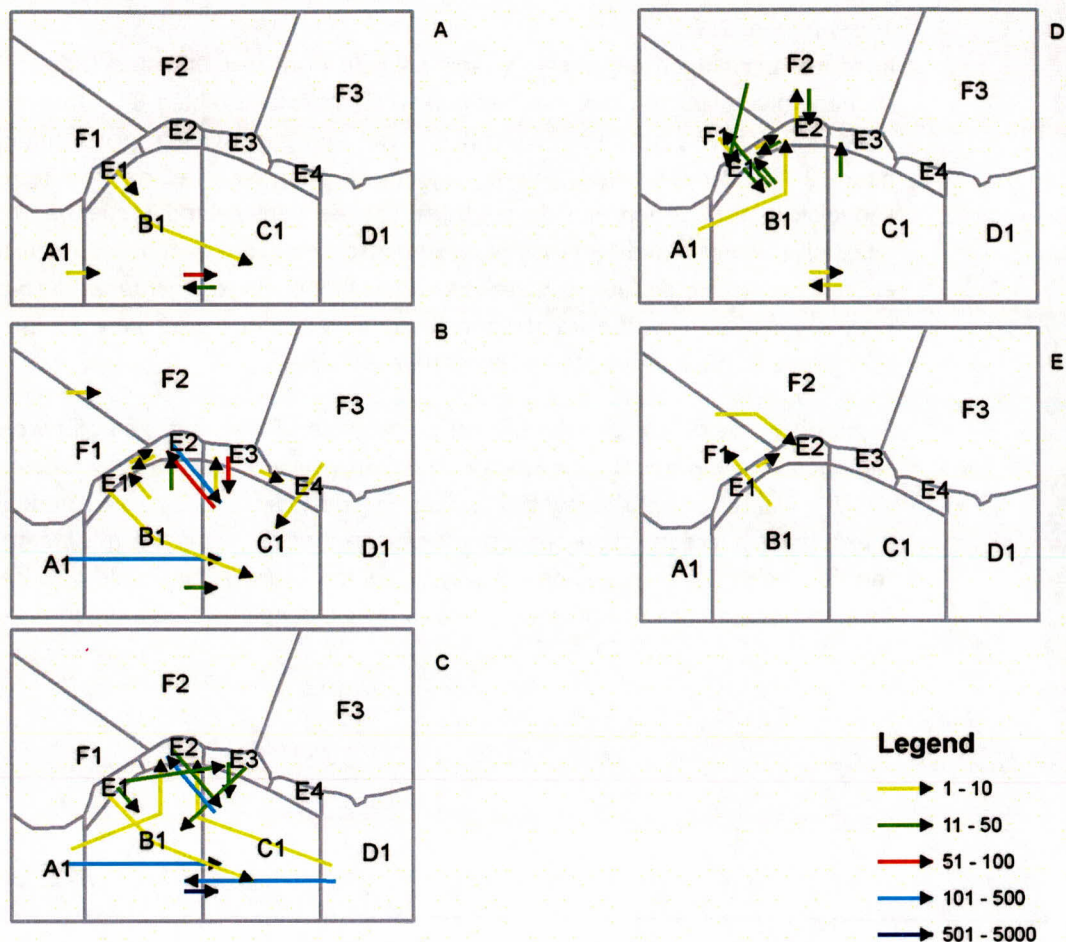 A
F2
F3
F1
E2
E3
E1
E4
B1
C1
A1
D1
B
F2
F3
F1
E2
E3
E1
E4
B1
C1
A1
D1
C
F2
F3
F1
E2
E3
E1
E4
B1
C1
A1
D1
D
F2
F3
F1
E2
E3
E1
E4
B1
C1
A1
D1
E
F2
F3
F1
E2
E3
E1
E4
B1
C1
A1
D1
Legend
1 - 10
11 - 50
51 - 100
101 - 500
501 - 5000